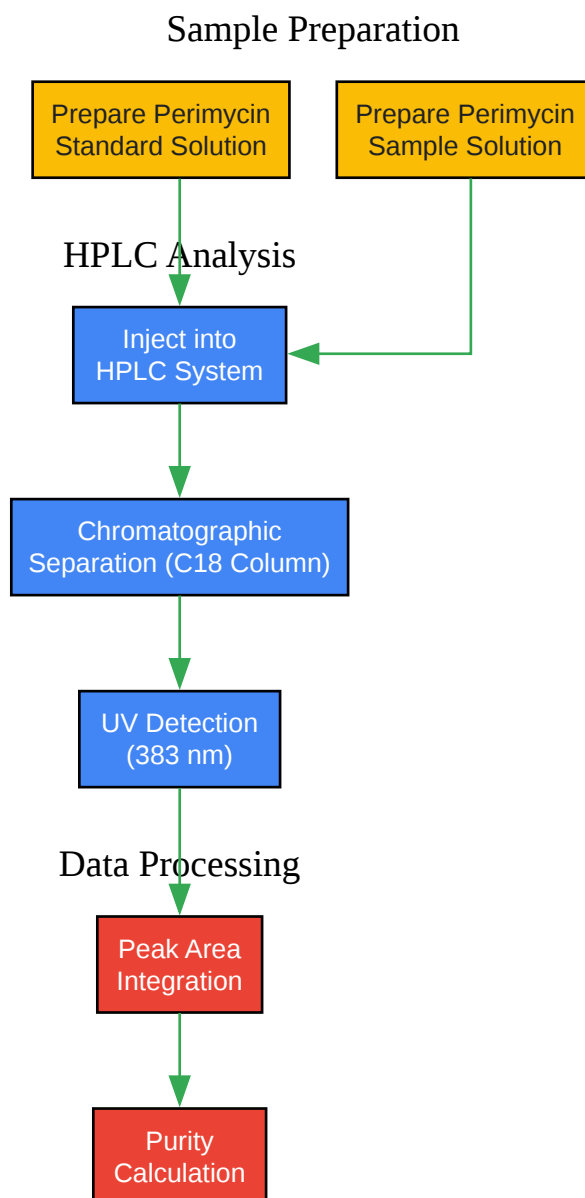 Sample Preparation
Prepare Perimycin
Standard Solution
Prepare Perimycin
Sample Solution
HPLC Analysis
Inject into
HPLC System
Chromatographic
Separation (C18 Column)
UV Detection
(383 nm)
Data Processing
Peak Area
Integration
Purity
Calculation